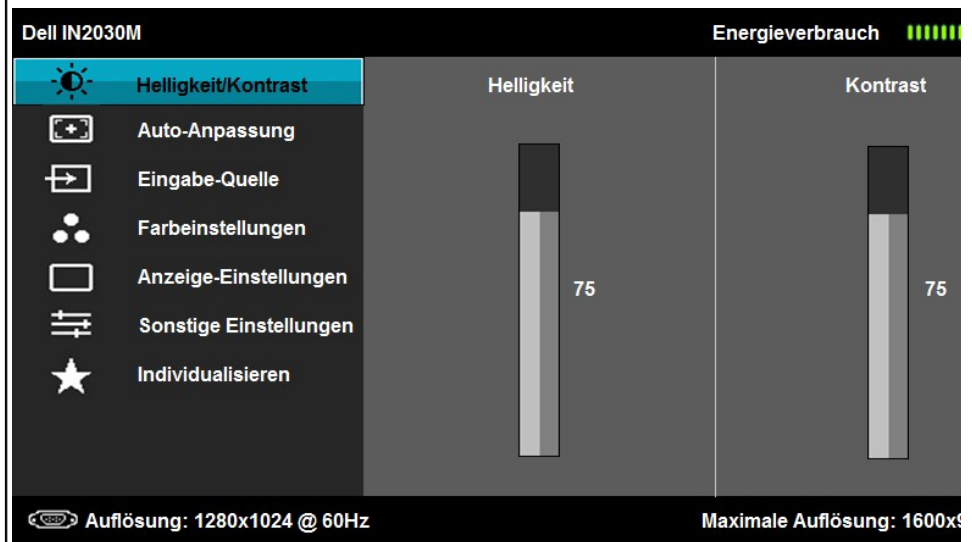 Dell IN2030M Energieverbrauch
Helligkeit/Kontrast Helligkeit Kontrast
Auto-Anpassung
Eingabe-Quelle
Farbeinstellungen
Anzeige-Einstellungen 75 75
Sonstige Einstellungen
Individualisieren
Auflösung: 1280x1024 @ 60Hz Maximale Auflösung: